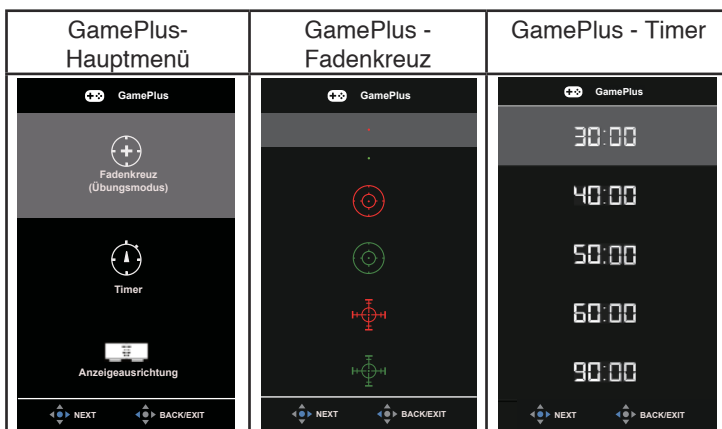 GamePlus-
Hauptmenü
GamePlus -
Fadenkreuz
GamePlus - Timer
GamePlus
Fadenkreuz
(Übungsmodus)
Timer
Anzeigeausrichtung
NEXT BACK/EXIT
GamePlus
NEXT BACK/EXIT
GamePlus
30:00
40:00
50:00
60:00
90:00
NEXT BACK/EXIT